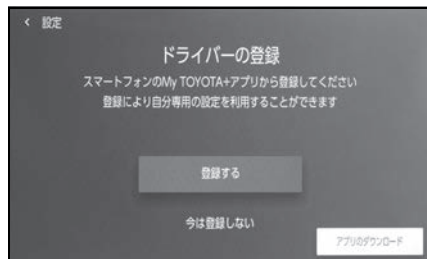 < 設定
ドライバーの登録
スマートフォンのMy TOYOTA+アプリから登録してください
登録により自分専用の設定を利用することができます
登録する
今は登録しない
アプリのダウンロード